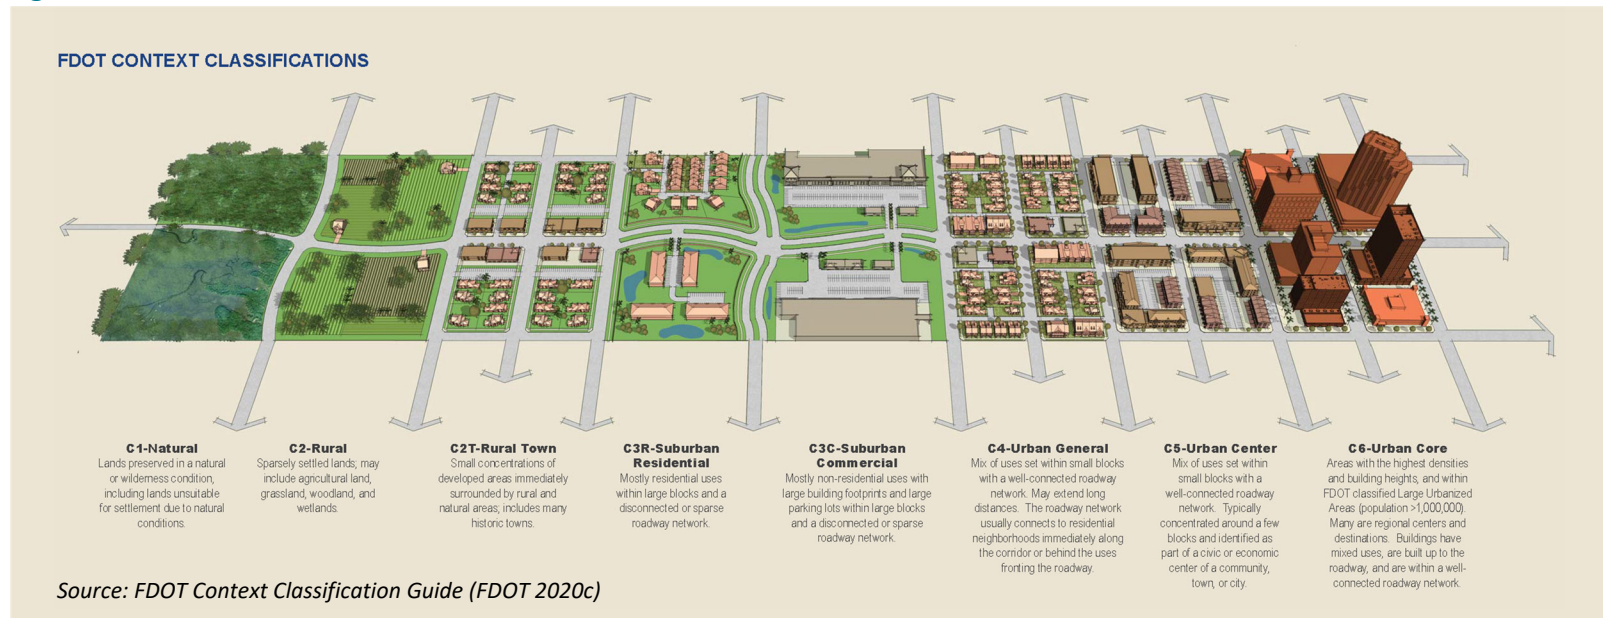 FDOT CONTEXT CLASSIFICATIONS
C1-Natural
Lands preserved in a natural
or wilderness condition,
including lands unsuitable
for settlement due to natural
conditions.
C2-Rural
Sparsely settled lands; may
include agricultural land,
grassland, woodland, and
wetlands.
C2T-Rural Town
Small concentrations of
developed areas immediately
surrounded by rural and
natural areas; includes many
historic towns.
C3R-Suburban
Residential
Mostly residential uses
within large blocks and a
disconnected or sparse
roadway network.
C3C-Suburban
Commercial
Mostly non-residential uses with
large building footprints and large
parking lots within large blocks
and a disconnected or sparse
roadway network.
C4-Urban General
Mix of uses set within small blocks
with a well-connected roadway
network. May extend long
distances. The roadway network
usually connects to residential
neighborhoods immediately along
the corridor or behind the uses
fronting the roadway.
C5-Urban Center
Mix of uses set within
small blocks with a
well-connected roadway
network. Typically
concentrated around a few
blocks and identified as
part of a civic or economic
center of a community,
town, or city.
C6-Urban Core
Areas with the highest densities
and building heights, and within
FDOT classified Large Urbanized
Areas (population >1,000,000).
Many are regional centers and
destinations. Buildings have
mixed uses, are built up to the
roadway, and are within a well-
connected roadway network.
Source: FDOT Context Classification Guide (FDOT 2020c)